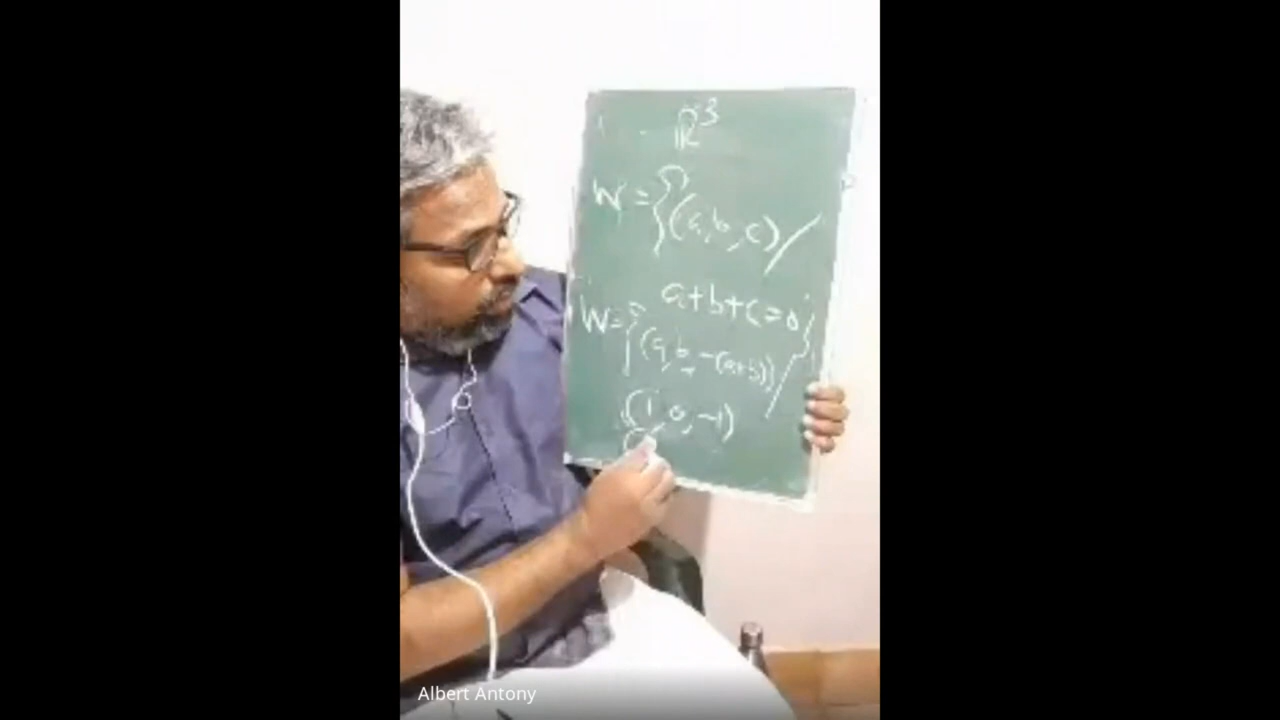 R³
W = {(a, b, c) /
a+b+c=0}
W = {(a, b, -(a+b)) /
(1, 0, -1)
(
Albert Antony